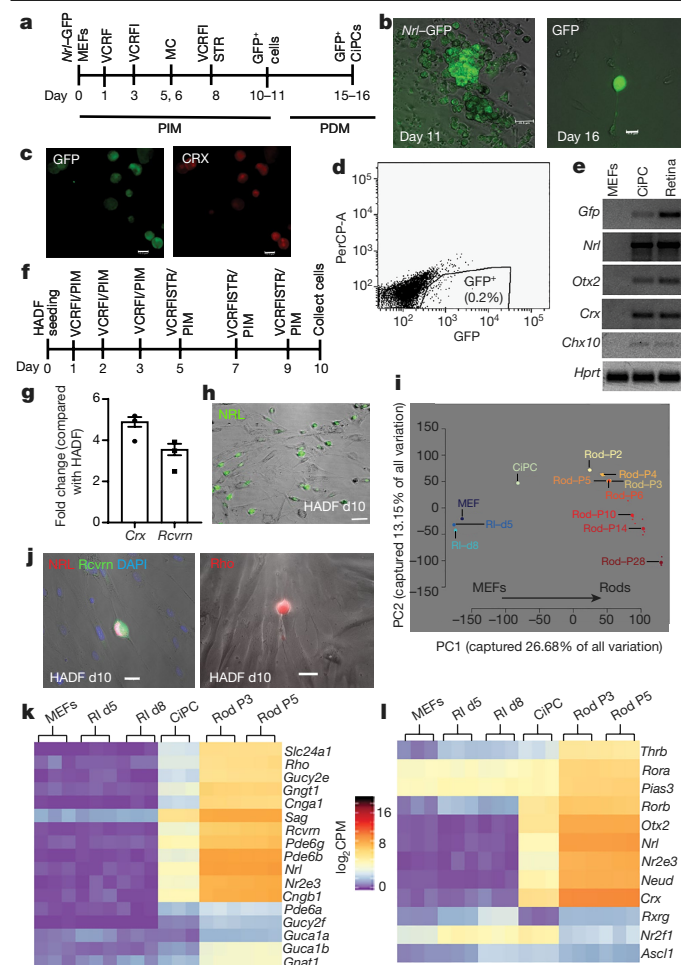 a
Nrl–GFP MEFs
VCRF
VCRFI
MC
VCRFI STR
GFP+ cells
GFP+ CiPCs
Day 0 1 3 5, 6 8 10–11 15–16
PIM PDM
b
Nrl–GFP
Day 11
Day 16
c
GFP
CRX
d
PerCP-A
10^5
10^4
10^3
10^2
GFP+
(0.2%)
10^2 10^3 10^4 10^5
GFP
e
MEFs
CiPC
Retina
Gfp
Nrl
Otx2
Crx
Chx10
Hprt
f
HADF seeding
VCRFI/PIM
VCRFI/PIM
VCRFI/PIM
VCRFISTR/ PIM
VCRFISTR/ PIM
VCRFISTR/ PIM
Collect cells
Day 0 1 2 3 5 7 9 10
g
Fold change (compared with HADF)
6
4
2
0
Crx Rcvrn
h
NRL
HADF d10
i
PC2 (captured 13.15% of all variation)
150
100
50
0
−50
−100
−150
CiPC
MEF
RI–d5
RI–d8
Rod–P2
Rod–P4
Rod–P5
Rod–P3
Rod–P10
Rod–P14
Rod–P28
MEFs Rods
−150 −100 −50 0 50 100
PC1 (captured 26.68% of all variation)
j
NRL Rcvrn DAPI
HADF d10
Rho
HADF d10
k
MEFs
RI d5
RI d8
CiPC
Rod P3
Rod P5
Slc24a1
Rho
Gucy2e
Gngt1
Cnga1
Sag
Rcvrn
Pde6g
Pde6b
Nrl
Nr2e3
Cngb1
Pde6a
Gucy2f
Guca1a
Guca1b
Gnat1
16
12
8
4
0
log2CPM
l
MEFs
RI d5
RI d8
CiPC
Rod P3
Rod P5
Thrb
Rora
Pias3
Rorb
Otx2
Nrl
Nr2e3
Neud
Crx
Rxrg
Nr2f1
Ascl1